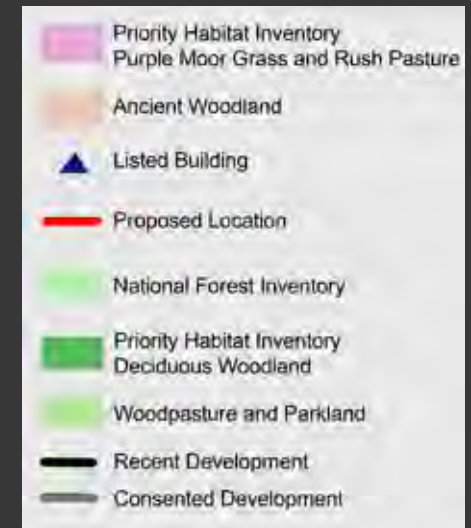 Priority Habitat Inventory
Purple Moor Grass and Rush Pasture
Ancient Woodland
Listed Building
Proposed Location
National Forest Inventory
Priority Habitat Inventory
Deciduous Woodland
Woodpasture and Parkland
Recent Development
Consented Development